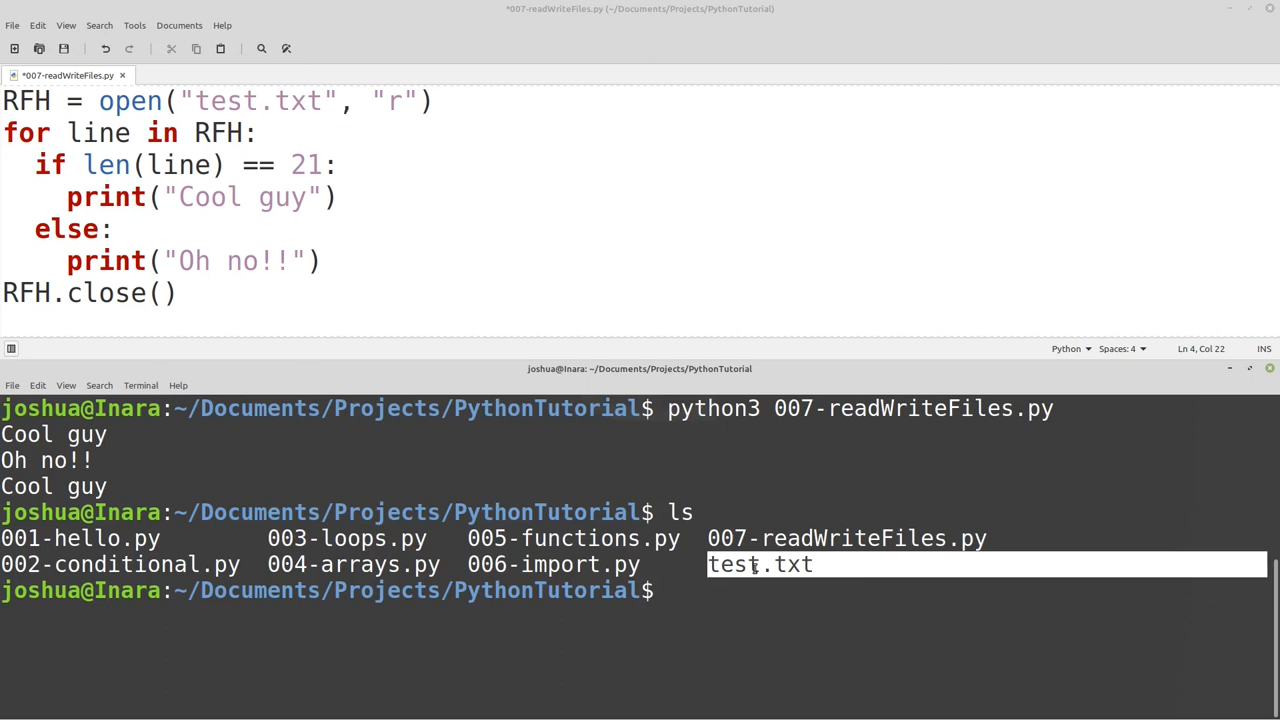 *007-readWriteFiles.py (~/Documents/Projects/PythonTutorial)
File Edit View Search Tools Documents Help
*007-readWriteFiles.py ×
RFH = open("test.txt", "r")
for line in RFH:
  if len(line) == 21:
    print("Cool guy")
  else:
    print("Oh no!!")
RFH.close()
Python Spaces: 4 Ln 4, Col 22 INS
joshua@Inara: ~/Documents/Projects/PythonTutorial
File Edit View Search Terminal Help
joshua@Inara:~/Documents/Projects/PythonTutorial$ python3 007-readWriteFiles.py
Cool guy
Oh no!!
Cool guy
joshua@Inara:~/Documents/Projects/PythonTutorial$ ls
001-hello.py 003-loops.py 005-functions.py 007-readWriteFiles.py
002-conditional.py 004-arrays.py 006-import.py test.txt
joshua@Inara:~/Documents/Projects/PythonTutorial$